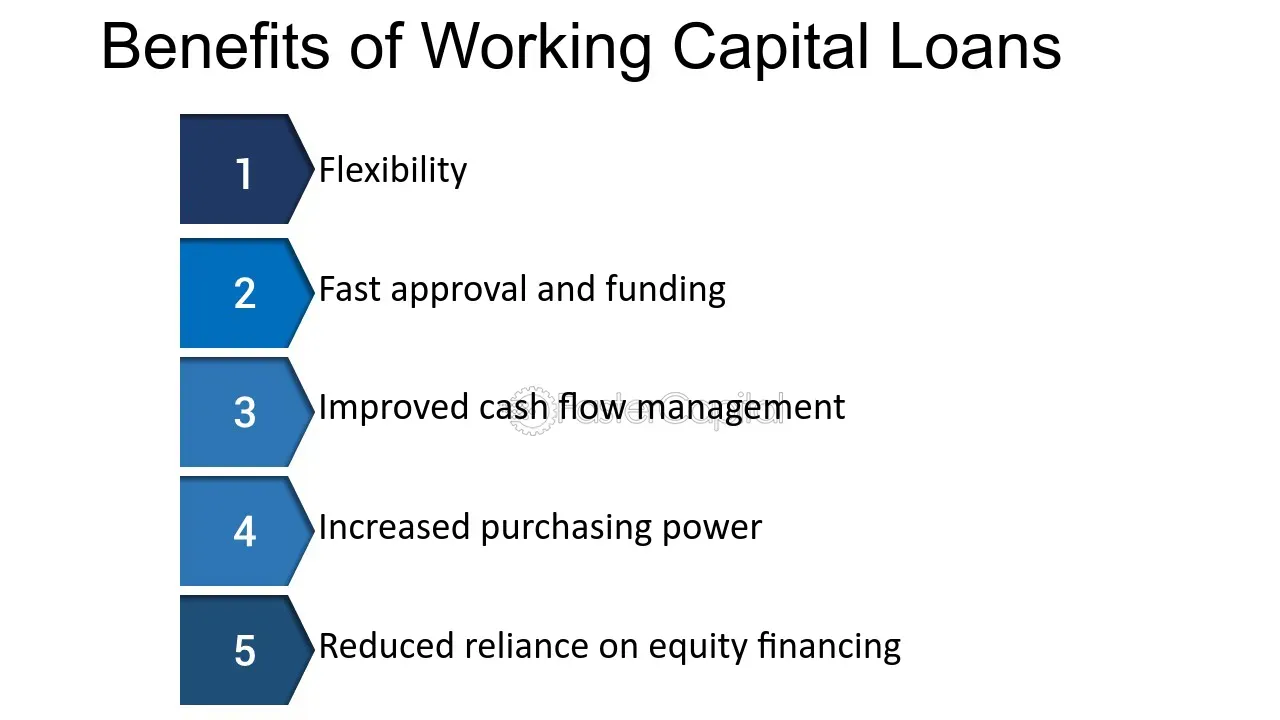 Benefits of Working Capital Loans
1 Flexibility
2 Fast approval and funding
3 Improved cash flow management
FasterCapital
4 Increased purchasing power
5 Reduced reliance on equity financing